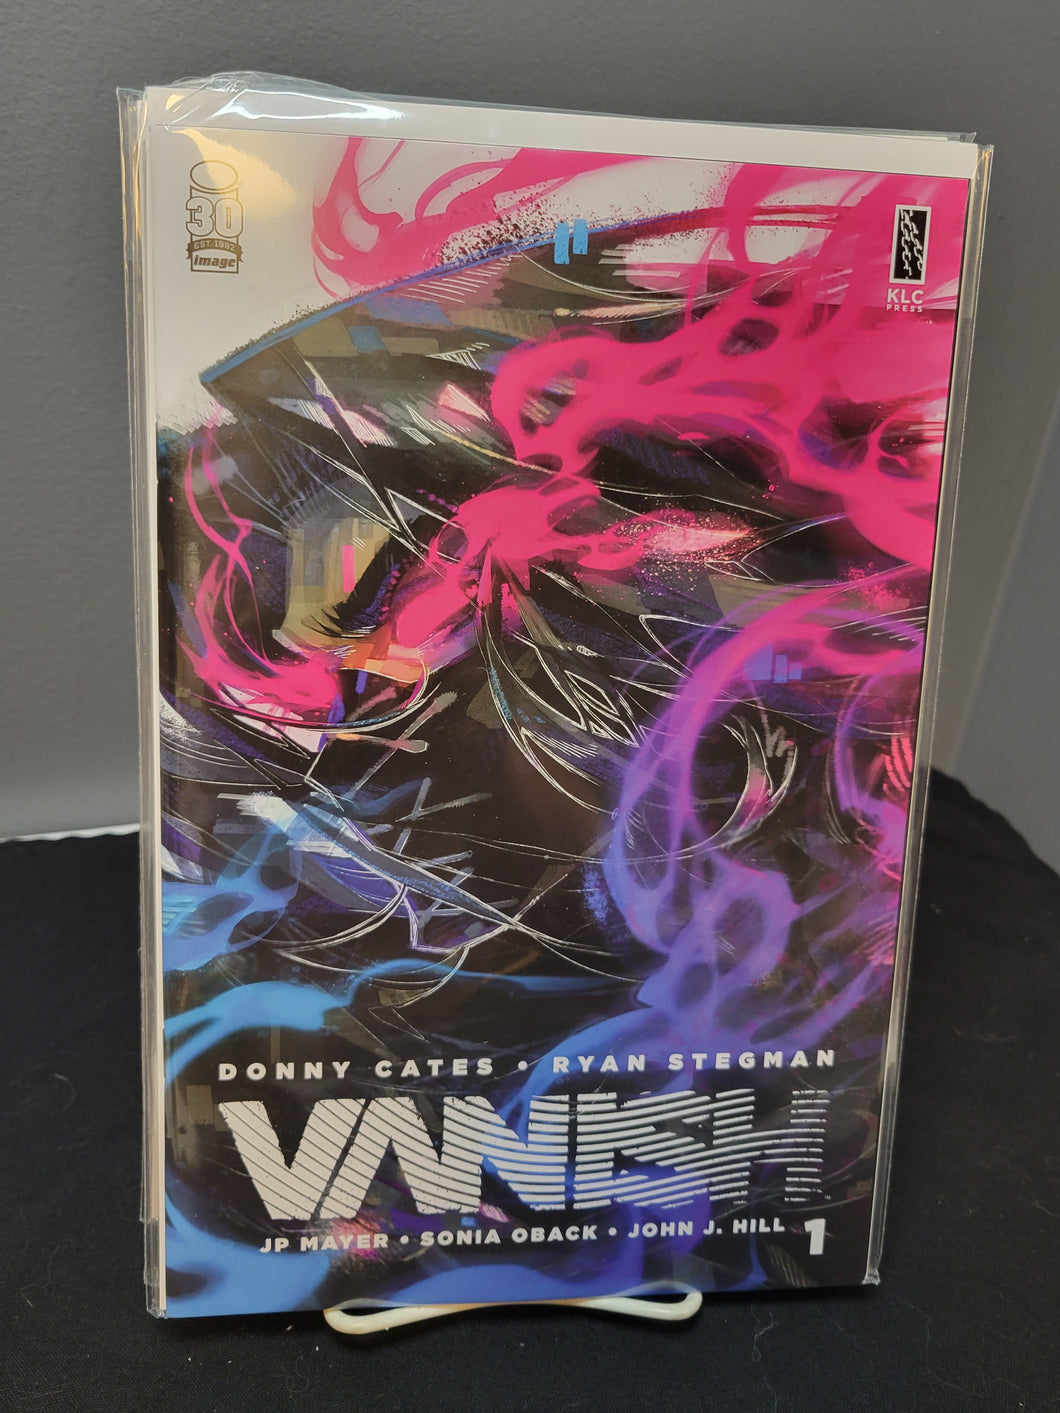 30
EST. 1992
image
KLC
PRESS
DONNY CATES • RYAN STEGMAN
VANISH
JP MAYER • SONIA OBACK • JOHN J. HILL 1